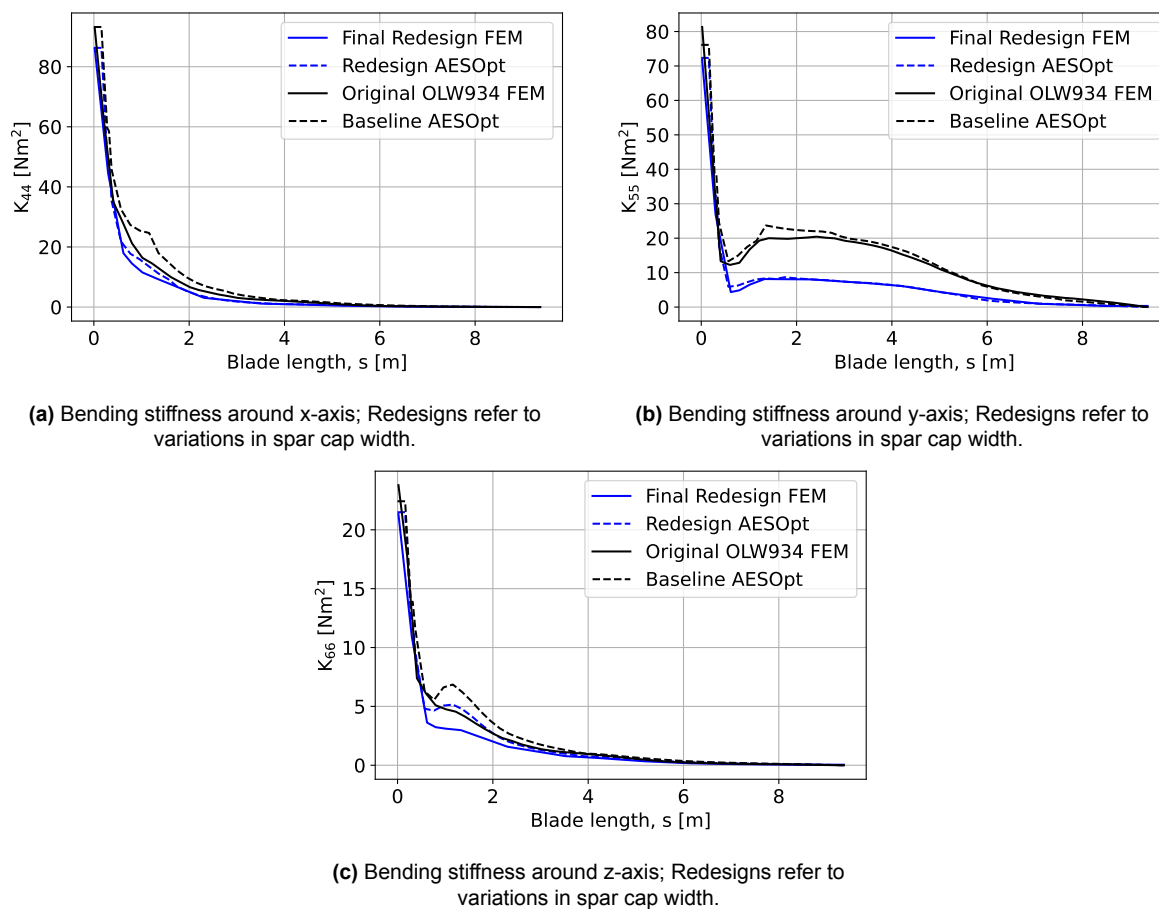 80
60
40
20
0
K44 [Nm²]
Final Redesign FEM
Redesign AESOpt
Original OLW934 FEM
Baseline AESOpt
0 2 4 6 8
Blade length, s [m]
(a) Bending stiffness around x-axis; Redesigns refer to
variations in spar cap width.
80
70
60
50
40
30
20
10
0
K55 [Nm²]
Final Redesign FEM
Redesign AESOpt
Original OLW934 FEM
Baseline AESOpt
0 2 4 6 8
Blade length, s [m]
(b) Bending stiffness around y-axis; Redesigns refer to
variations in spar cap width.
20
15
10
5
0
K66 [Nm²]
Final Redesign FEM
Redesign AESOpt
Original OLW934 FEM
Baseline AESOpt
0 2 4 6 8
Blade length, s [m]
(c) Bending stiffness around z-axis; Redesigns refer to
variations in spar cap width.